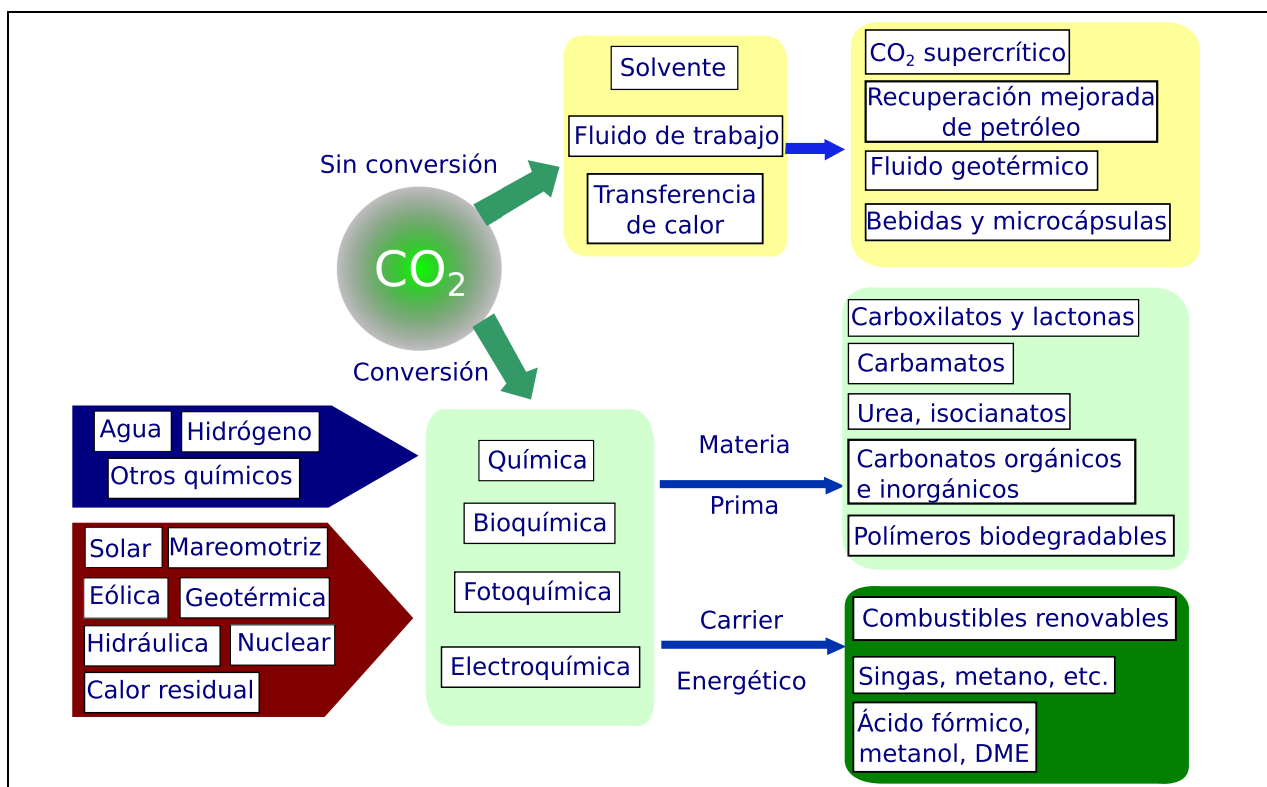 Solvente
Fluido de trabajo
Transferencia
de calor
CO₂ supercrítico
Recuperación mejorada
de petróleo
Fluido geotérmico
Bebidas y microcápsulas
Sin conversión
CO₂
Conversión
Agua
Hidrógeno
Otros químicos
Solar
Mareomotriz
Eólica
Geotérmica
Hidráulica
Nuclear
Calor residual
Química
Bioquímica
Fotoquímica
Electroquímica
Materia
Prima
Carboxilatos y lactonas
Carbamatos
Urea, isocianatos
Carbonatos orgánicos
e inorgánicos
Polímeros biodegradables
Carrier
Energético
Combustibles renovables
Singas, metano, etc.
Ácido fórmico,
metanol, DME